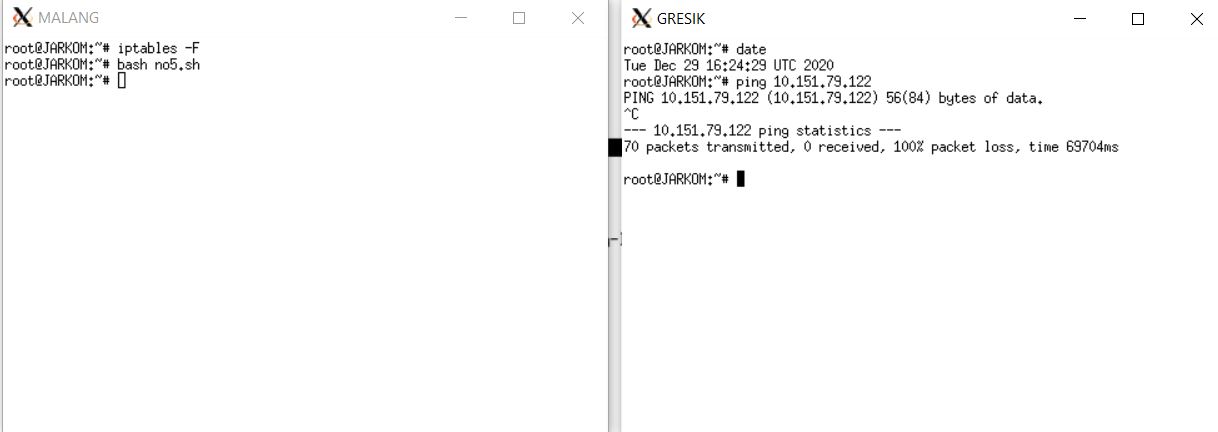 MALANG
root@JARKOM:~# iptables -F
root@JARKOM:~# bash no5.sh
root@JARKOM:~#
GRESIK
root@JARKOM:~# date
Tue Dec 29 16:24:29 UTC 2020
root@JARKOM:~# ping 10.151.79.122
PING 10.151.79.122 (10.151.79.122) 56(84) bytes of data.
^C
--- 10.151.79.122 ping statistics ---
70 packets transmitted, 0 received, 100% packet loss, time 69704ms
root@JARKOM:~#